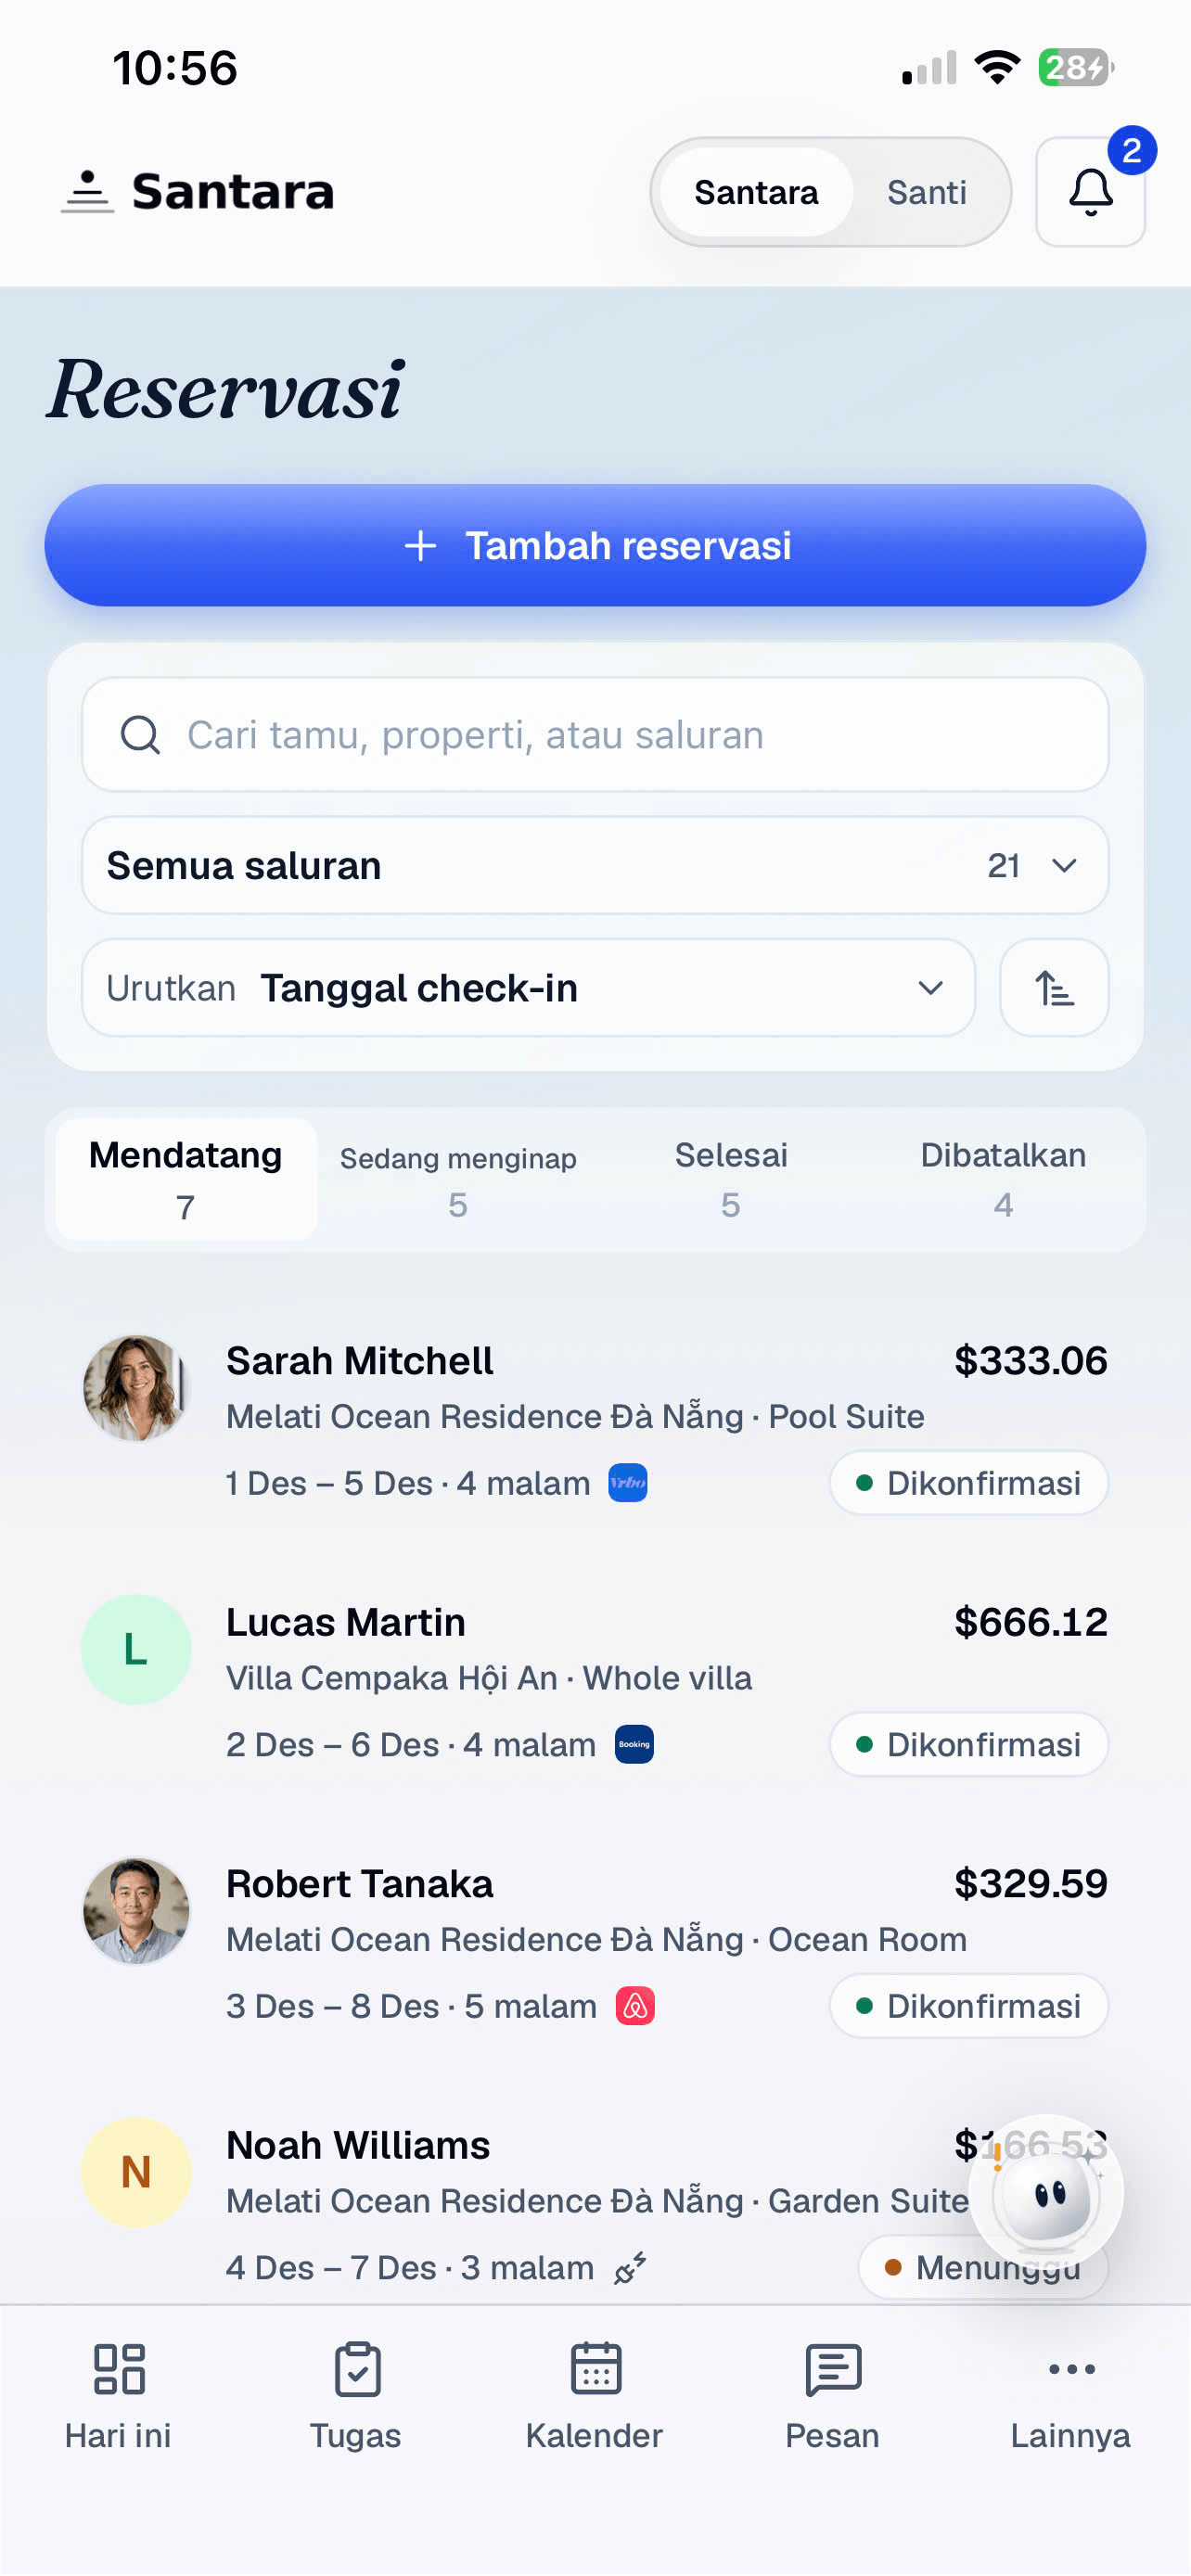 10:56
28
Santara
Santara
Santi
2
Reservasi
+ Tambah reservasi
Cari tamu, properti, atau saluran
Semua saluran
21
Urutkan Tanggal check-in
Mendatang
7
Sedang menginap
5
Selesai
5
Dibatalkan
4
Sarah Mitchell
$333.06
Melati Ocean Residence Đà Nẵng · Pool Suite
1 Des – 5 Des · 4 malam
Vrbo
Dikonfirmasi
L
Lucas Martin
$666.12
Villa Cempaka Hội An · Whole villa
2 Des – 6 Des · 4 malam
Booking
Dikonfirmasi
Robert Tanaka
$329.59
Melati Ocean Residence Đà Nẵng · Ocean Room
3 Des – 8 Des · 5 malam
Dikonfirmasi
N
Noah Williams
$166.53
Melati Ocean Residence Đà Nẵng · Garden Suite
4 Des – 7 Des · 3 malam
Menunggu
Hari ini
Tugas
Kalender
Pesan
Lainnya